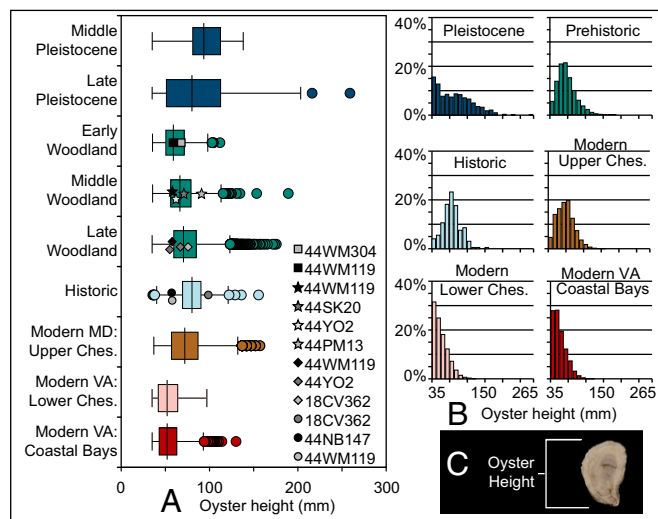 Middle
Pleistocene
Late
Pleistocene
Early
Woodland
Middle
Woodland
Late
Woodland
Historic
Modern MD:
Upper Ches.
Modern VA:
Lower Ches.
Modern VA:
Coastal Bays
44WM304
44WM119
44WM119
44SK20
44YO2
44PM13
44WM119
44YO2
18CV362
18CV362
44NB147
44WM119
0 100 200 300
A
Oyster height (mm)
40%
20%
0%
Pleistocene
Prehistoric
40%
20%
0%
Historic
Modern
Upper Ches.
40%
20%
0%
Modern
Lower Ches.
Modern VA
Coastal Bays
35 150 265 35 150 265
B
Oyster height (mm)
C
Oyster
Height